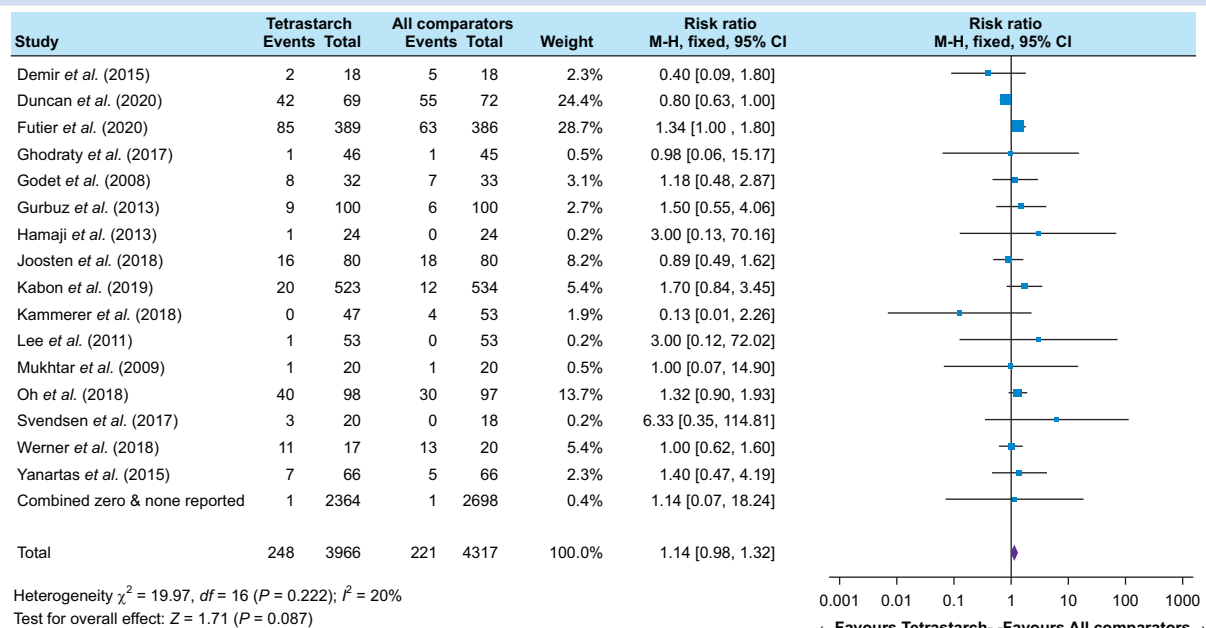 Tetrastarch All comparators Risk ratio Risk ratio
Study Events Total Events Total Weight M-H, fixed, 95% CI M-H, fixed, 95% CI
Demir et al. (2015) 2 18 5 18 2.3% 0.40 [0.09, 1.80]
Duncan et al. (2020) 42 69 55 72 24.4% 0.80 [0.63, 1.00]
Futier et al. (2020) 85 389 63 386 28.7% 1.34 [1.00 , 1.80]
Ghodraty et al. (2017) 1 46 1 45 0.5% 0.98 [0.06, 15.17]
Godet et al. (2008) 8 32 7 33 3.1% 1.18 [0.48, 2.87]
Gurbuz et al. (2013) 9 100 6 100 2.7% 1.50 [0.55, 4.06]
Hamaji et al. (2013) 1 24 0 24 0.2% 3.00 [0.13, 70.16]
Joosten et al. (2018) 16 80 18 80 8.2% 0.89 [0.49, 1.62]
Kabon et al. (2019) 20 523 12 534 5.4% 1.70 [0.84, 3.45]
Kammerer et al. (2018) 0 47 4 53 1.9% 0.13 [0.01, 2.26]
Lee et al. (2011) 1 53 0 53 0.2% 3.00 [0.12, 72.02]
Mukhtar et al. (2009) 1 20 1 20 0.5% 1.00 [0.07, 14.90]
Oh et al. (2018) 40 98 30 97 13.7% 1.32 [0.90, 1.93]
Svendsen et al. (2017) 3 20 0 18 0.2% 6.33 [0.35, 114.81]
Werner et al. (2018) 11 17 13 20 5.4% 1.00 [0.62, 1.60]
Yanartas et al. (2015) 7 66 5 66 2.3% 1.40 [0.47, 4.19]
Combined zero & none reported 1 2364 1 2698 0.4% 1.14 [0.07, 18.24]
Total 248 3966 221 4317 100.0% 1.14 [0.98, 1.32]
Heterogeneity χ² = 19.97, df = 16 (P = 0.222); I² = 20%
Test for overall effect: Z = 1.71 (P = 0.087)
0.001 0.01 0.1 1 10 100 1000
Favours Tetrastarch Favours All comparators